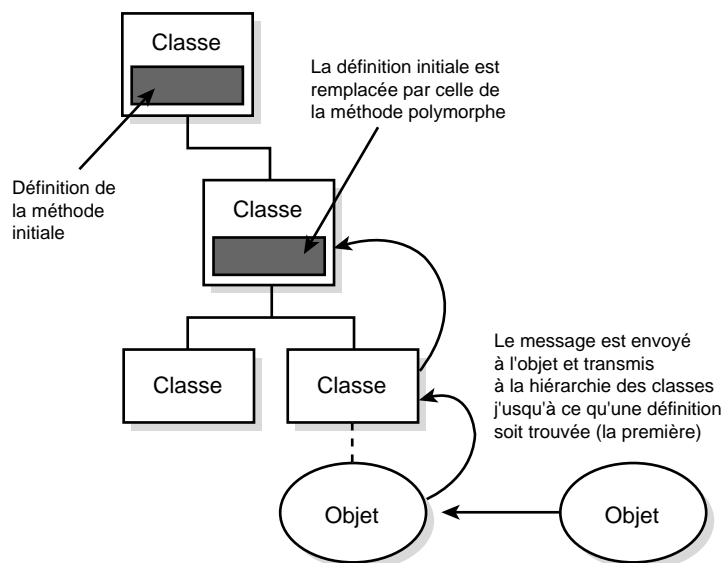 Classe
La définition initiale est
remplacée par celle de
la méthode polymorphe
Définition de
la méthode
initiale
Classe
Classe
Classe
Le message est envoyé
à l'objet et transmis
à la hiérarchie des classes
j'usqu'à ce qu'une définition
soit trouvée (la première)
Objet
Objet